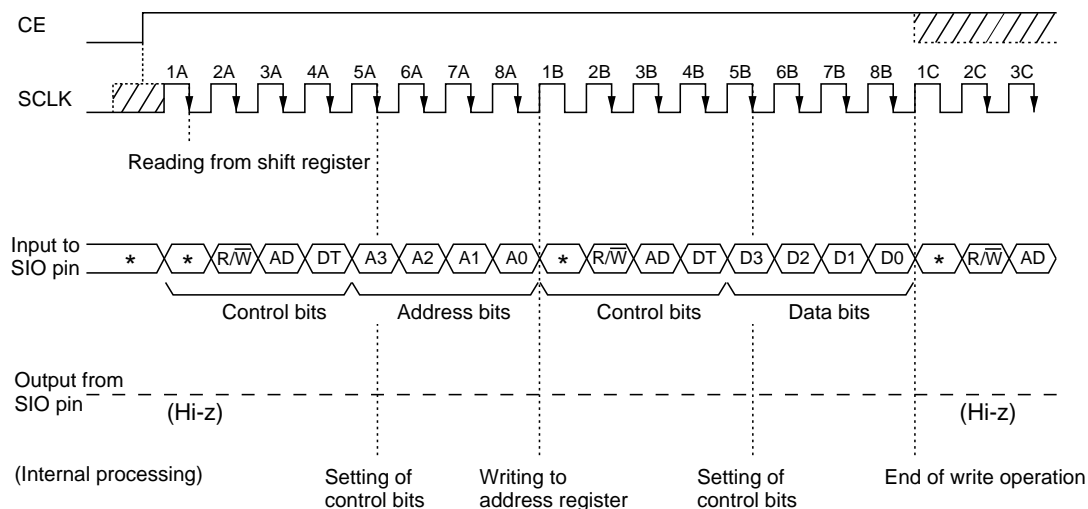 CE
1A 2A 3A 4A 5A 6A 7A 8A 1B 2B 3B 4B 5B 6B 7B 8B 1C 2C 3C
SCLK
Reading from shift register
Input to
SIO pin
* * R/W̅ AD DT A3 A2 A1 A0 * R/W̅ AD DT D3 D2 D1 D0 * R/W̅ AD
Control bits Address bits Control bits Data bits
Output from
SIO pin
(Hi-z) (Hi-z)
(Internal processing)
Setting of
control bits
Writing to
address register
Setting of
control bits
End of write operation